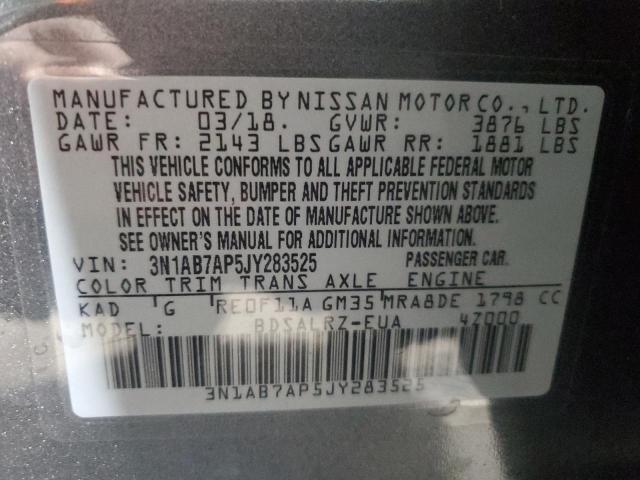 MANUFACTURED BY NISSAN MOTOR CO., LTD.
DATE: 03/18. GVWR: 3876 LBS
GAWR FR: 2143 LBS GAWR RR: 1881 LBS
THIS VEHICLE CONFORMS TO ALL APPLICABLE FEDERAL MOTOR
VEHICLE SAFETY, BUMPER AND THEFT PREVENTION STANDARDS
IN EFFECT ON THE DATE OF MANUFACTURE SHOWN ABOVE.
SEE OWNER'S MANUAL FOR ADDITIONAL INFORMATION.
VIN: 3N1AB7AP5JY283525 PASSENGER CAR.
COLOR TRIM TRANS AXLE ENGINE
KAD G RE0F11A GM35 MRA8DE 1798 CC
MODEL: BDSALRZ-EUA 4Z000
3N1AB7AP5JY283525